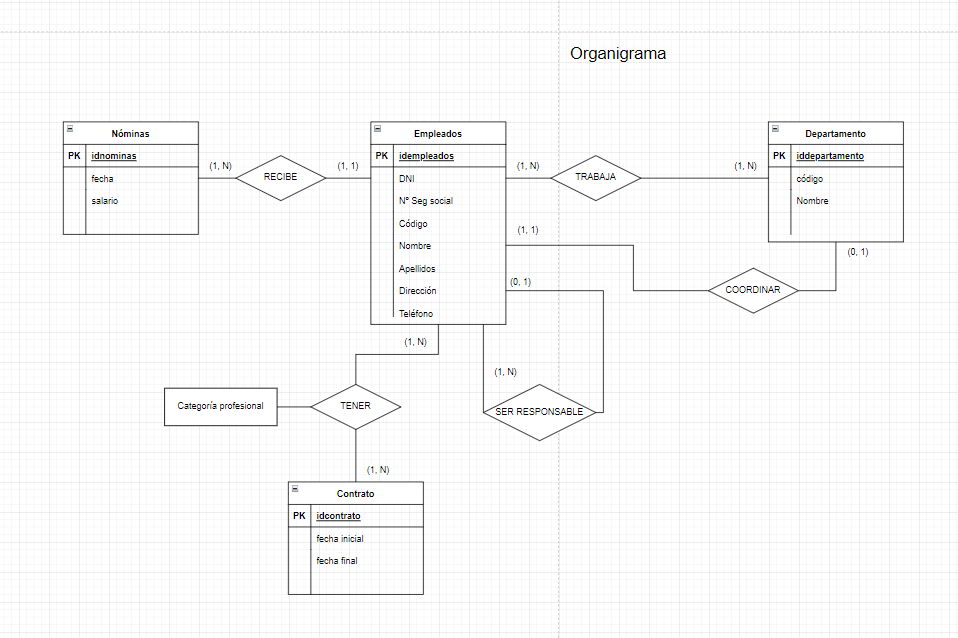 Organigrama
Nóminas
PK idnominas
fecha
salario
(1, N)
RECIBE
(1, 1)
Empleados
PK idempleados
DNI
Nº Seg social
Código
Nombre
Apellidos
Dirección
Teléfono
(1, N)
TRABAJA
(1, N)
Departamento
PK iddepartamento
código
Nombre
(1, 1)
(0, 1)
COORDINAR
(0, 1)
(1, N)
SER RESPONSABLE
(1, N)
Categoría profesional
TENER
(1, N)
Contrato
PK idcontrato
fecha inicial
fecha final